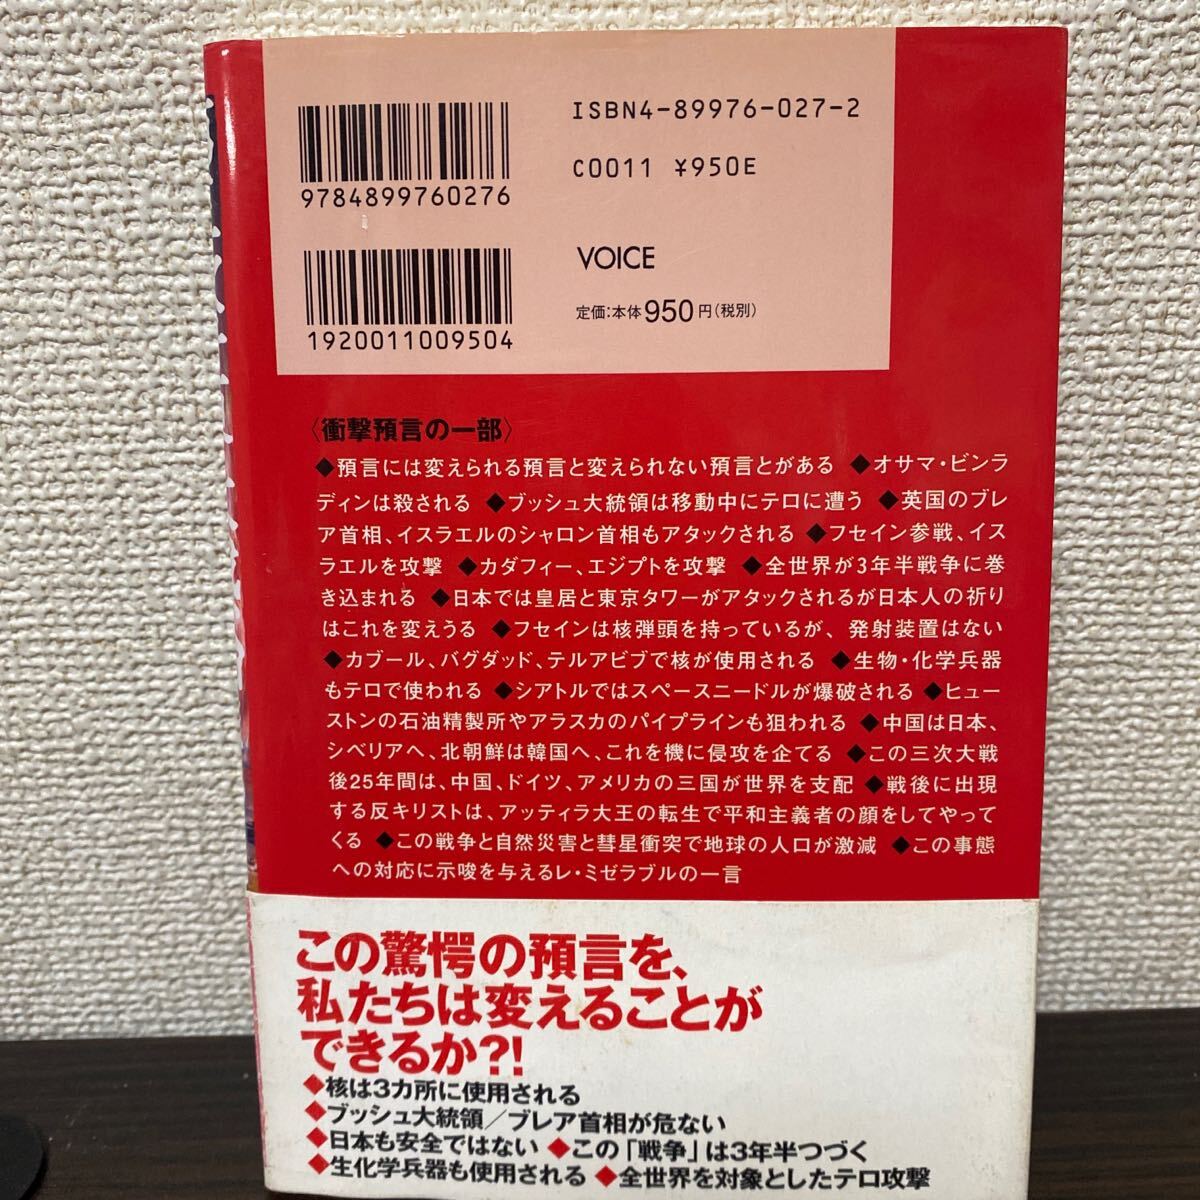 ISBN4-89976-027-2
C0011 ¥950E
9784899760276
VOICE
定価:本体950円(税別)
1920011009504
〈衝撃預言の一部〉
◆預言には変えられる預言と変えられない預言とがある ◆オサマ・ビンラ
ディンは殺される ◆ブッシュ大統領は移動中にテロに遭う ◆英国のブレ
ア首相、イスラエルのシャロン首相もアタックされる ◆フセイン参戦、イス
ラエルを攻撃 ◆カダフィー、エジプトを攻撃 ◆全世界が3年半戦争に巻
き込まれる ◆日本では皇居と東京タワーがアタックされるが日本人の祈り
はこれを変えうる ◆フセインは核弾頭を持っているが、発射装置はない
◆カブール、バグダッド、テルアビブで核が使用される ◆生物・化学兵器
もテロで使われる ◆シアトルではスペースニードルが爆破される ◆ヒュー
ストンの石油精製所やアラスカのパイプラインも狙われる ◆中国は日本、
シベリアへ、北朝鮮は韓国へ、これを機に侵攻を企てる ◆この三次大戦
後25年間は、中国、ドイツ、アメリカの三国が世界を支配 ◆戦後に出現
する反キリストは、アッティラ大王の転生で平和主義者の顔をしてやって
くる ◆この戦争と自然災害と彗星衝突で地球の人口が激減 ◆この事態
への対応に示唆を与えるレ・ミゼラブルの一言
この驚愕の預言を、
私たちは変えることが
できるか?!
◆核は3カ所に使用される
◆ブッシュ大統領/ブレア首相が危ない
◆日本も安全ではない ◆この「戦争」は3年半つづく
◆生化学兵器も使用される ◆全世界を対象としたテロ攻撃